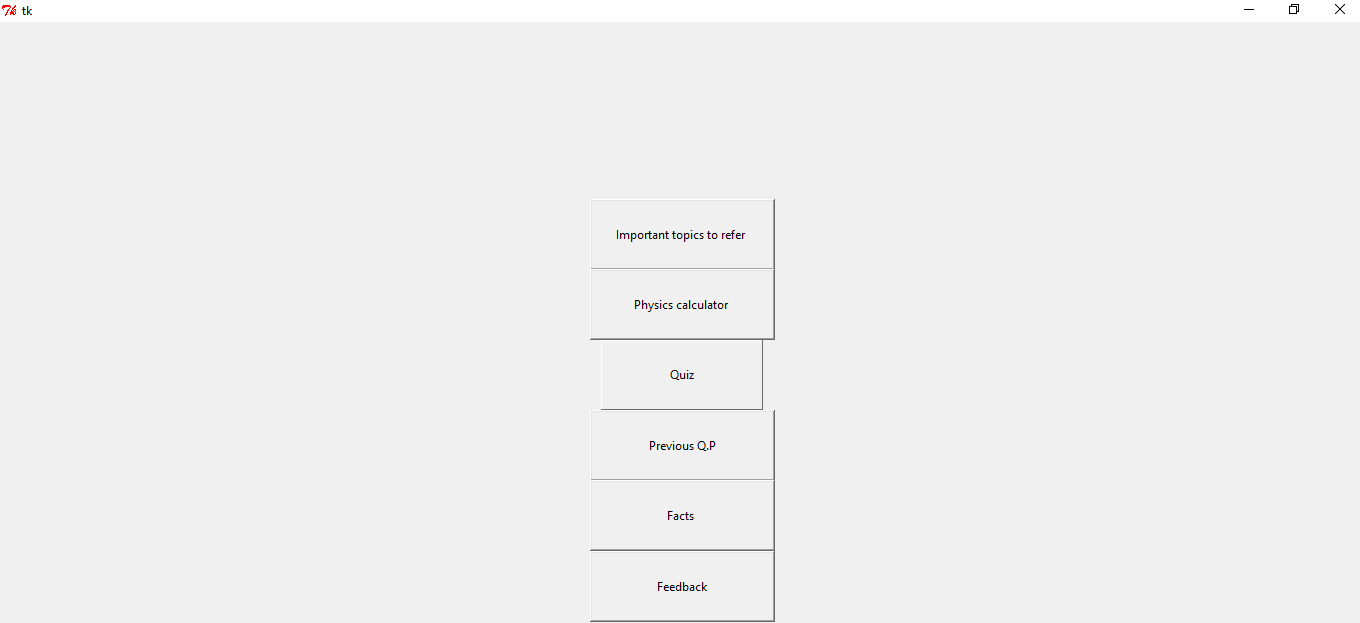 tk
Important topics to refer
Physics calculator
Quiz
Previous Q.P
Facts
Feedback